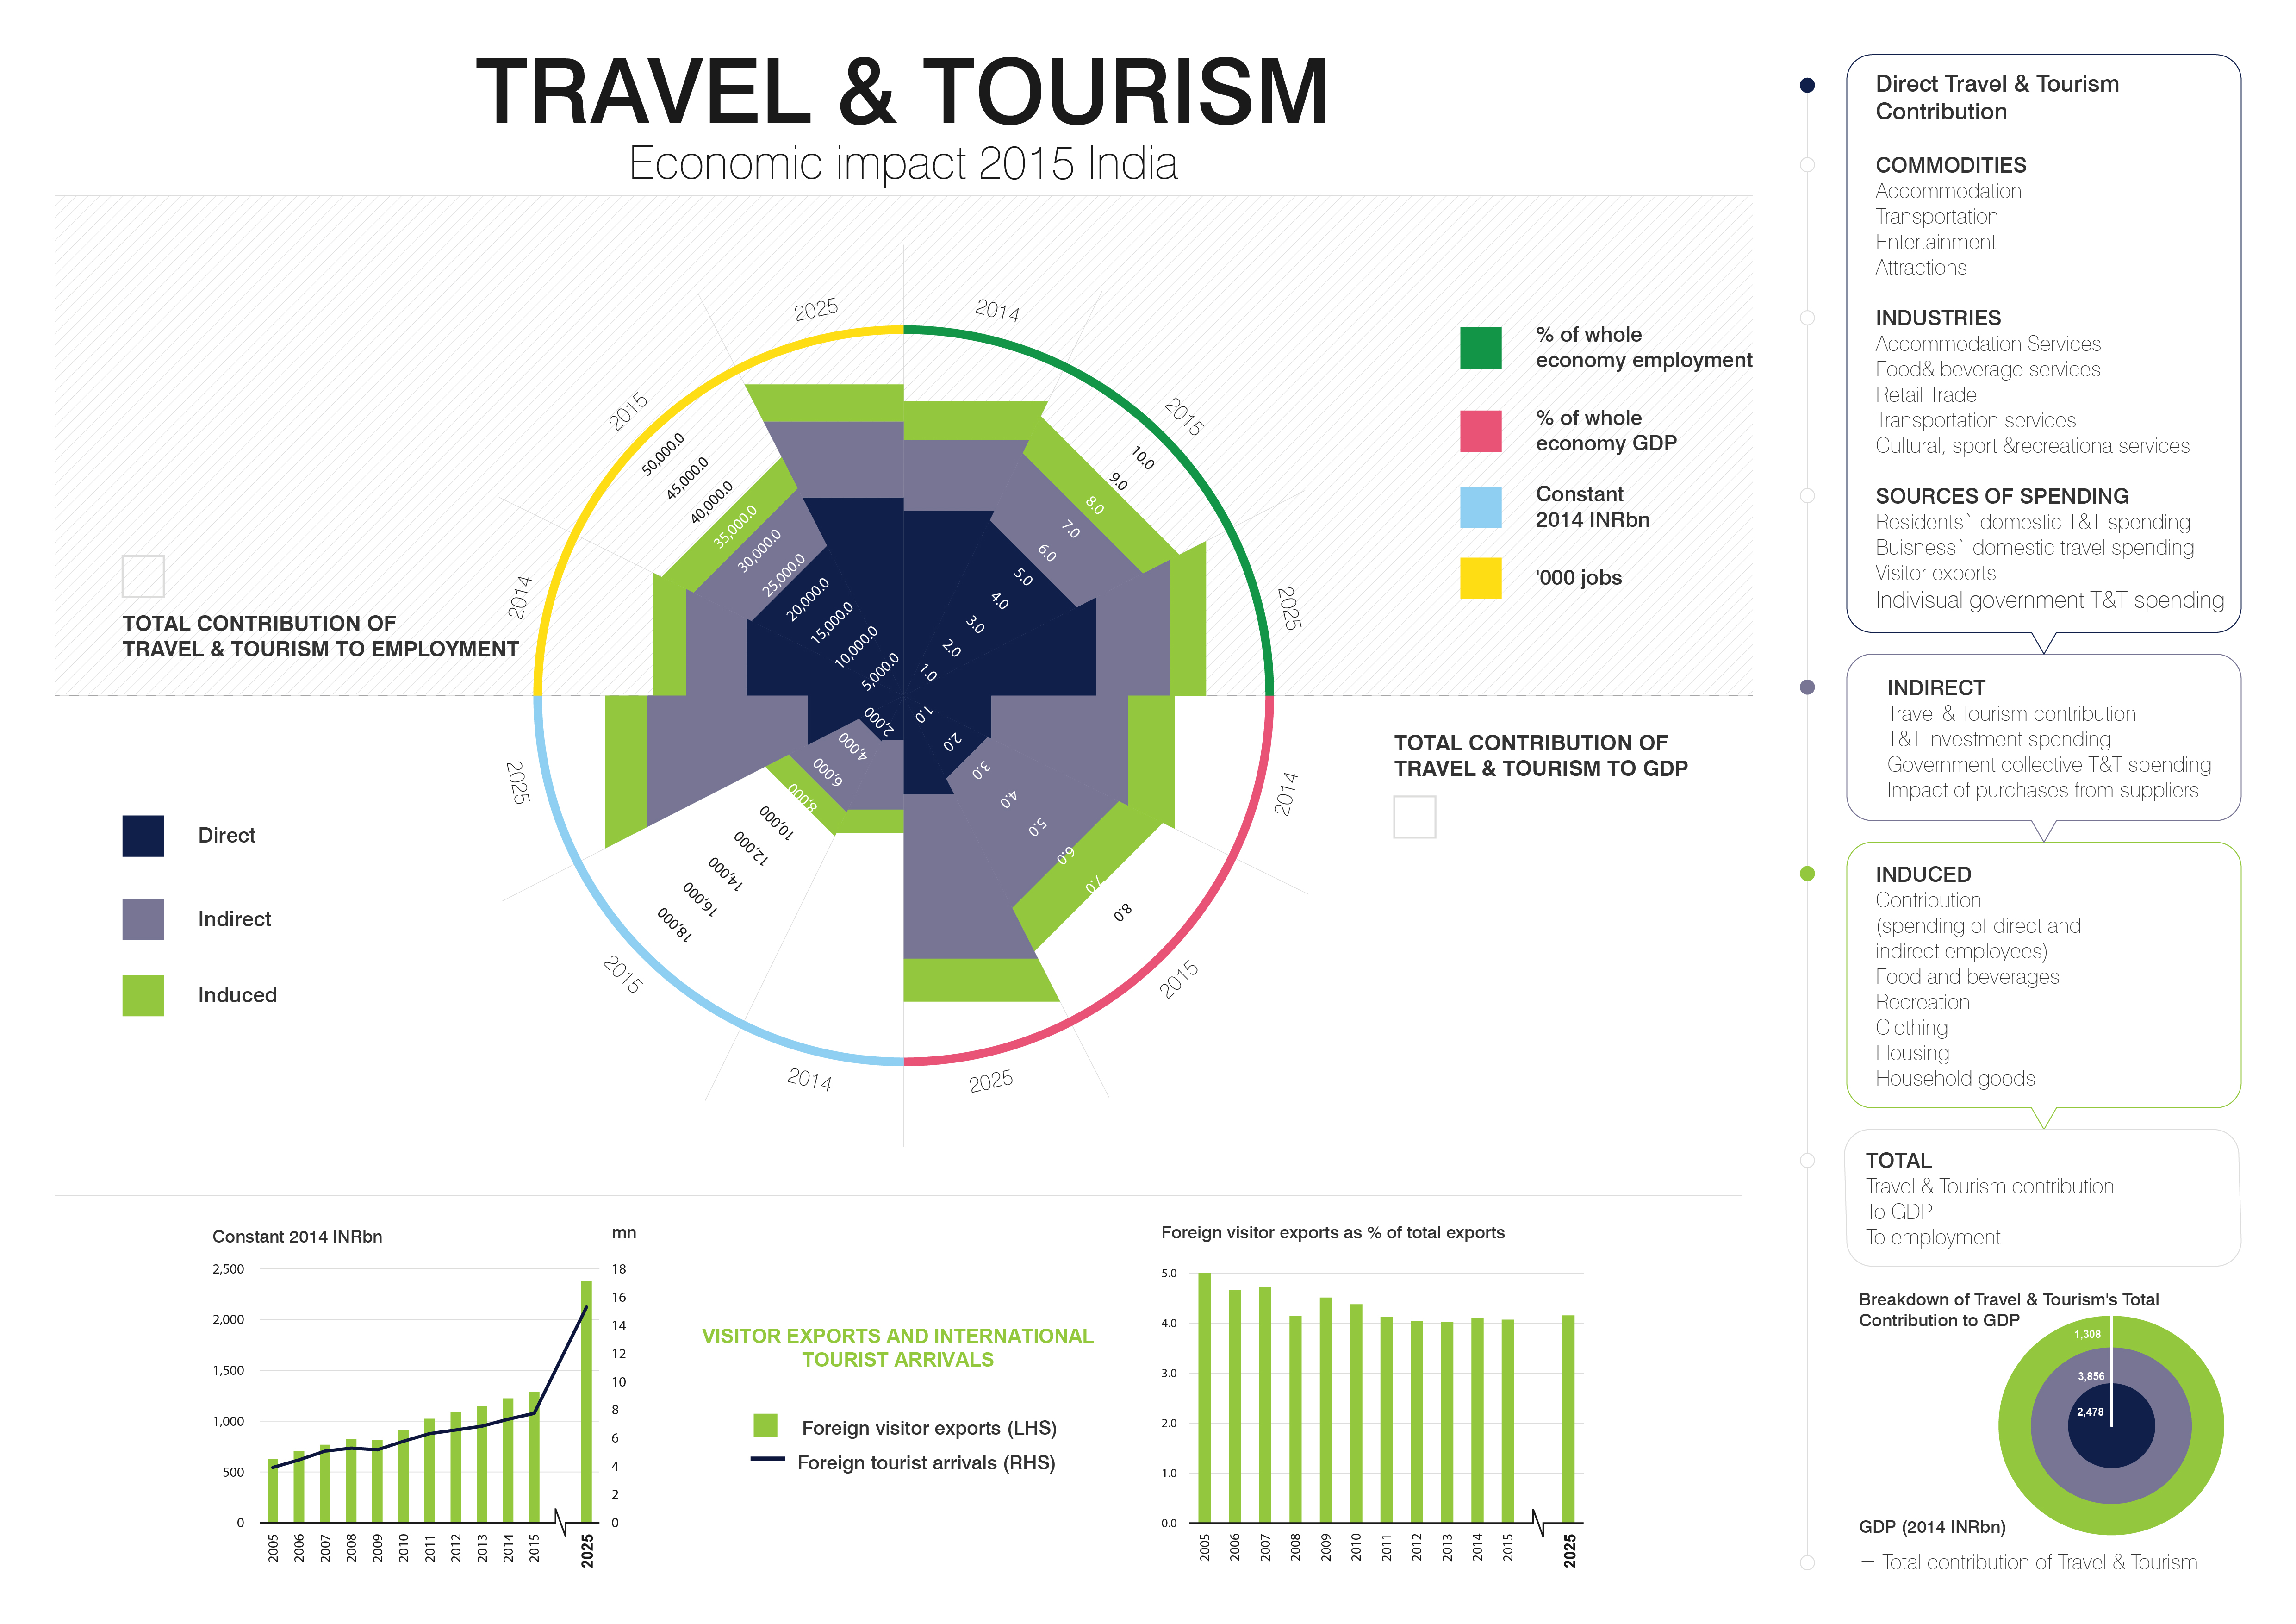 TRAVEL & TOURISM
Economic impact 2015 India
2025
2014
2015
2015
2014
2025
2025
2014
2015
2015
2014
2025
50,000.0
45,000.0
40,000.0
35,000.0
30,000.0
25,000.0
20,000.0
15,000.0
10,000.0
5,000.0
10.0
9.0
8.0
7.0
6.0
5.0
4.0
3.0
2.0
1.0
2,000
4,000
6,000
8,000
10,000
12,000
14,000
16,000
18,000
1.0
2.0
3.0
4.0
5.0
6.0
7.0
8.0
% of whole
economy employment
% of whole
economy GDP
Constant
2014 INRbn
'000 jobs
TOTAL CONTRIBUTION OF
TRAVEL & TOURISM TO EMPLOYMENT
TOTAL CONTRIBUTION OF
TRAVEL & TOURISM TO GDP
Direct
Indirect
Induced
Constant 2014 INRbn
mn
2,500
2,000
1,500
1,000
500
0
18
16
14
12
10
8
6
4
2
0
2005
2006
2007
2008
2009
2010
2011
2012
2013
2014
2015
2025
VISITOR EXPORTS AND INTERNATIONAL
TOURIST ARRIVALS
Foreign visitor exports (LHS)
Foreign tourist arrivals (RHS)
Foreign visitor exports as % of total exports
5.0
4.0
3.0
2.0
1.0
0.0
2005
2006
2007
2008
2009
2010
2011
2012
2013
2014
2015
2025
Direct Travel & Tourism
Contribution
COMMODITIES
Accommodation
Transportation
Entertainment
Attractions
INDUSTRIES
Accommodation Services
Food& beverage services
Retail Trade
Transportation services
Cultural, sport &recreationa services
SOURCES OF SPENDING
Residents` domestic T&T spending
Buisness` domestic travel spending
Visitor exports
Indivisual government T&T spending
INDIRECT
Travel & Tourism contribution
T&T investment spending
Government collective T&T spending
Impact of purchases from suppliers
INDUCED
Contribution
(spending of direct and
indirect employees)
Food and beverages
Recreation
Clothing
Housing
Household goods
TOTAL
Travel & Tourism contribution
To GDP
To employment
Breakdown of Travel & Tourism's Total
Contribution to GDP
1,308
3,856
2,478
GDP (2014 INRbn)
= Total contribution of Travel & Tourism